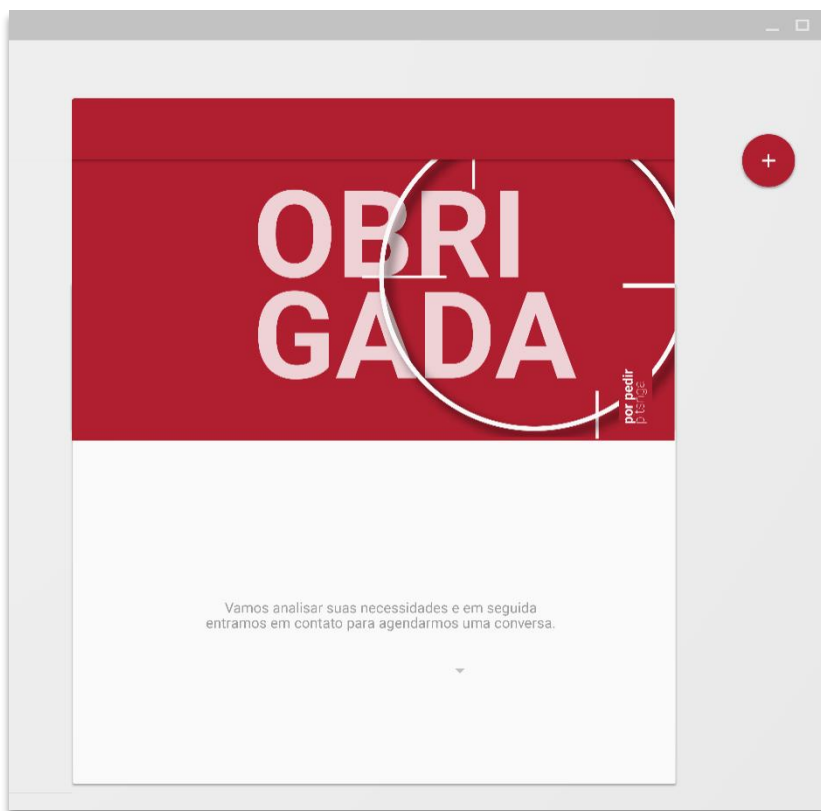 OBRI
GADA
por pedir
Vamos analisar suas necessidades e em seguida
entramos em contato para agendarmos uma conversa.